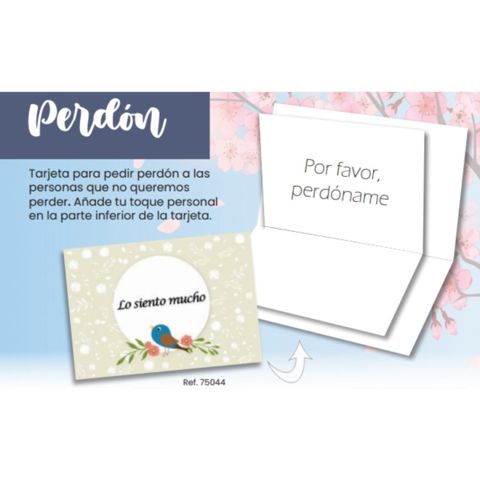 Perdón
Tarjeta para pedir perdón a las
personas que no queremos
perder. Añade tu toque personal
en la parte inferior de la tarjeta.
Por favor,
perdóname
Lo siento mucho
Ref. 75044